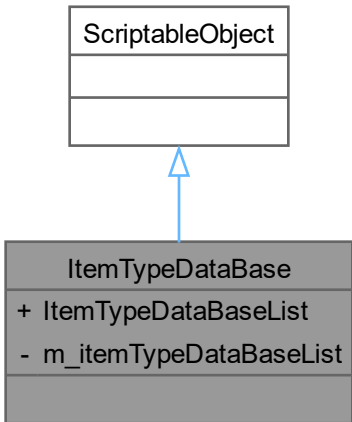 ScriptableObject
ItemTypeDataBase
+ ItemTypeDataBaseList
- m_itemTypeDataBaseList